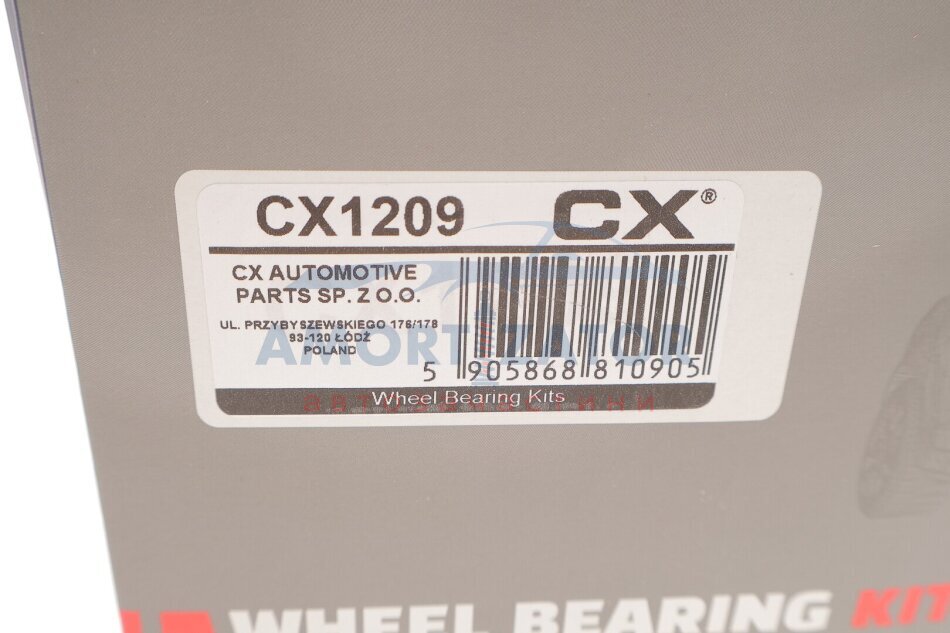 CX1209
CX®
CX AUTOMOTIVE
PARTS SP. Z O.O.
UL. PRZYBYSZEWSKIEGO 176/178
93-120 ŁÓDŹ
POLAND
5 905868 810905
AMORTIZATOR
Wheel Bearing Kits
WHEEL BEARING KIT